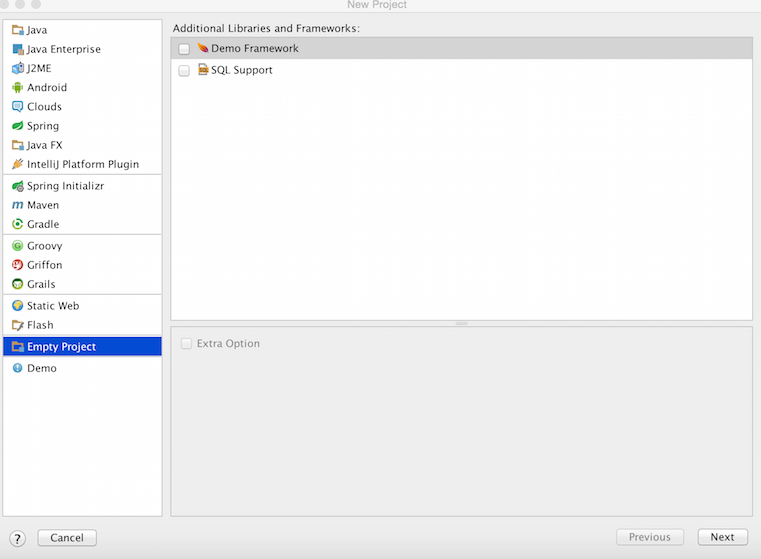 New Project
Java
Java Enterprise
J2ME
Android
Clouds
Spring
Java FX
IntelliJ Platform Plugin
Spring Initializr
Maven
Gradle
Groovy
Griffon
Grails
Static Web
Flash
Empty Project
Demo
Additional Libraries and Frameworks:
Demo Framework
SQL Support
Extra Option
? Cancel Previous Next